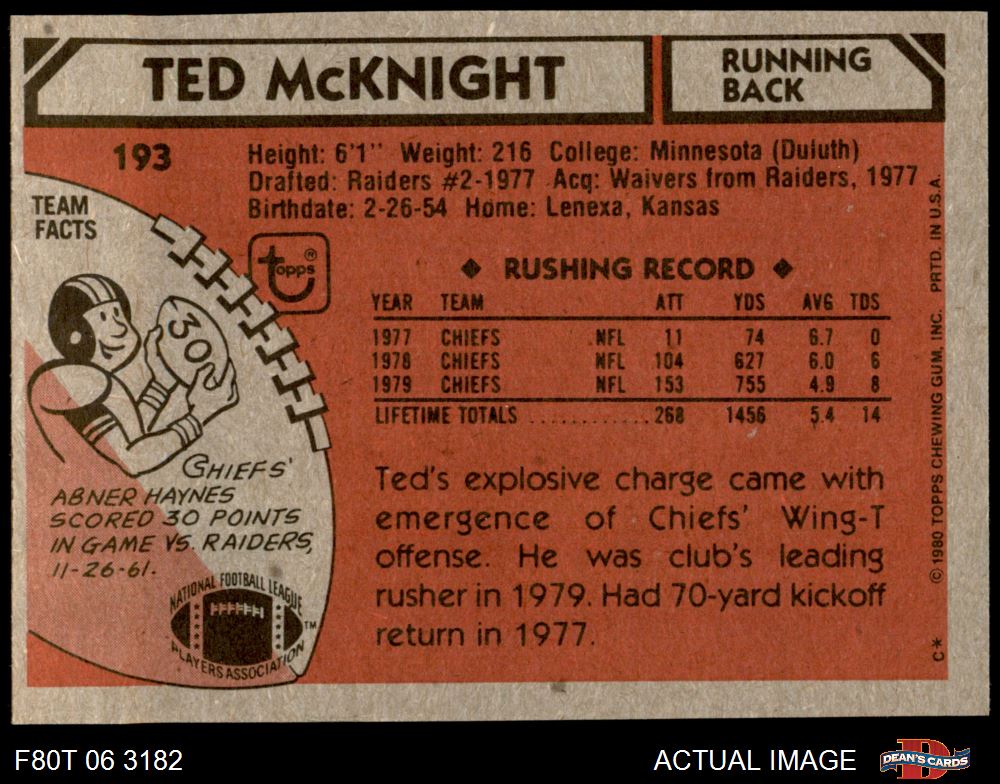 TED McKNIGHT
RUNNING
BACK
193
Height: 6'1" Weight: 216 College: Minnesota (Duluth)
Drafted: Raiders #2-1977 Acq: Waivers from Raiders, 1977
Birthdate: 2-26-54 Home: Lenexa, Kansas
TEAM
FACTS
topps ®
◆ RUSHING RECORD ◆
YEAR TEAM ATT YDS AVG TDS
1977 CHIEFS NFL 11 74 6.7 0
1978 CHIEFS NFL 104 627 6.0 6
1979 CHIEFS NFL 153 755 4.9 8
LIFETIME TOTALS ............ 268 1456 5.4 14
30
CHIEFS'
ABNER HAYNES
SCORED 30 POINTS
IN GAME VS. RAIDERS,
11-26-61.
Ted's explosive charge came with
emergence of Chiefs' Wing-T
offense. He was club's leading
rusher in 1979. Had 70-yard kickoff
return in 1977.
NATIONAL FOOTBALL LEAGUE
PLAYERS ASSOCIATION
TM
© 1980 TOPPS CHEWING GUM, INC. PRTD. IN U.S.A.
C*
F80T 06 3182
ACTUAL IMAGE
DEAN'S CARDS